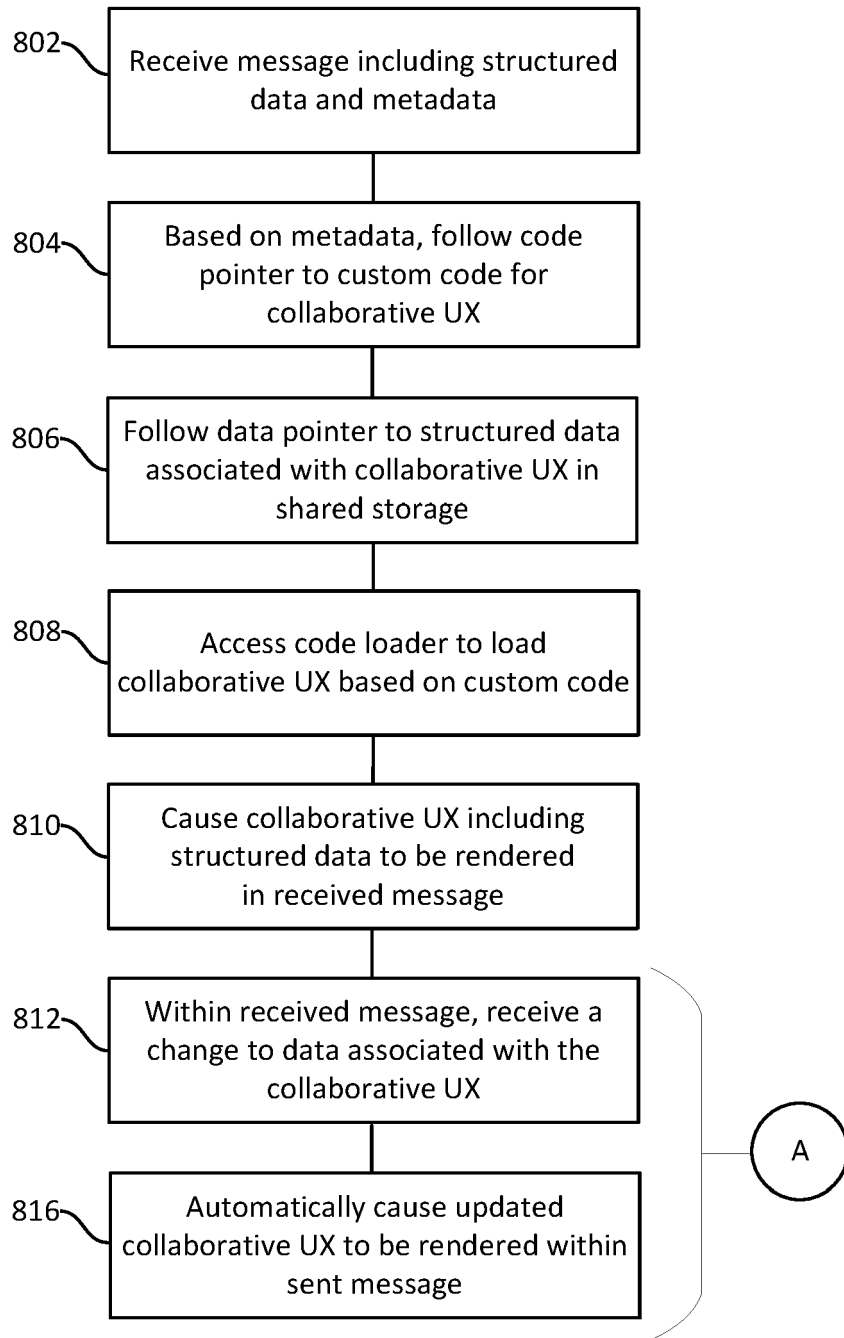 802
Receive message including structured
data and metadata
804
Based on metadata, follow code
pointer to custom code for
collaborative UX
806
Follow data pointer to structured data
associated with collaborative UX in
shared storage
808
Access code loader to load
collaborative UX based on custom code
810
Cause collaborative UX including
structured data to be rendered
in received message
812
Within received message, receive a
change to data associated with the
collaborative UX
A
816
Automatically cause updated
collaborative UX to be rendered within
sent message